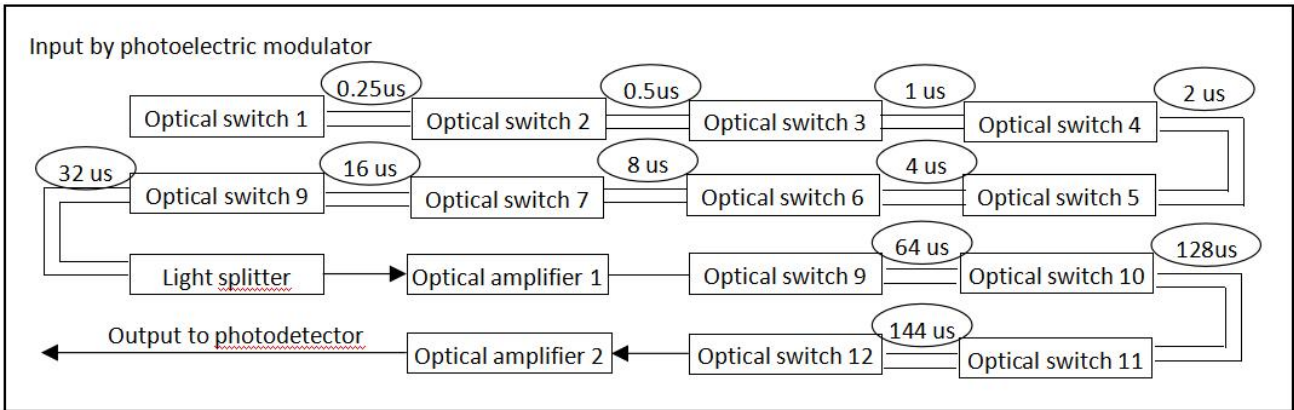 Input by photoelectric modulator
0.25us
0.5us
1 us
2 us
Optical switch 1
Optical switch 2
Optical switch 3
Optical switch 4
32 us
16 us
8 us
4 us
Optical switch 9
Optical switch 7
Optical switch 6
Optical switch 5
64 us
128us
Light splitter
Optical amplifier 1
Optical switch 9
Optical switch 10
Output to photodetector
144 us
Optical amplifier 2
Optical switch 12
Optical switch 11